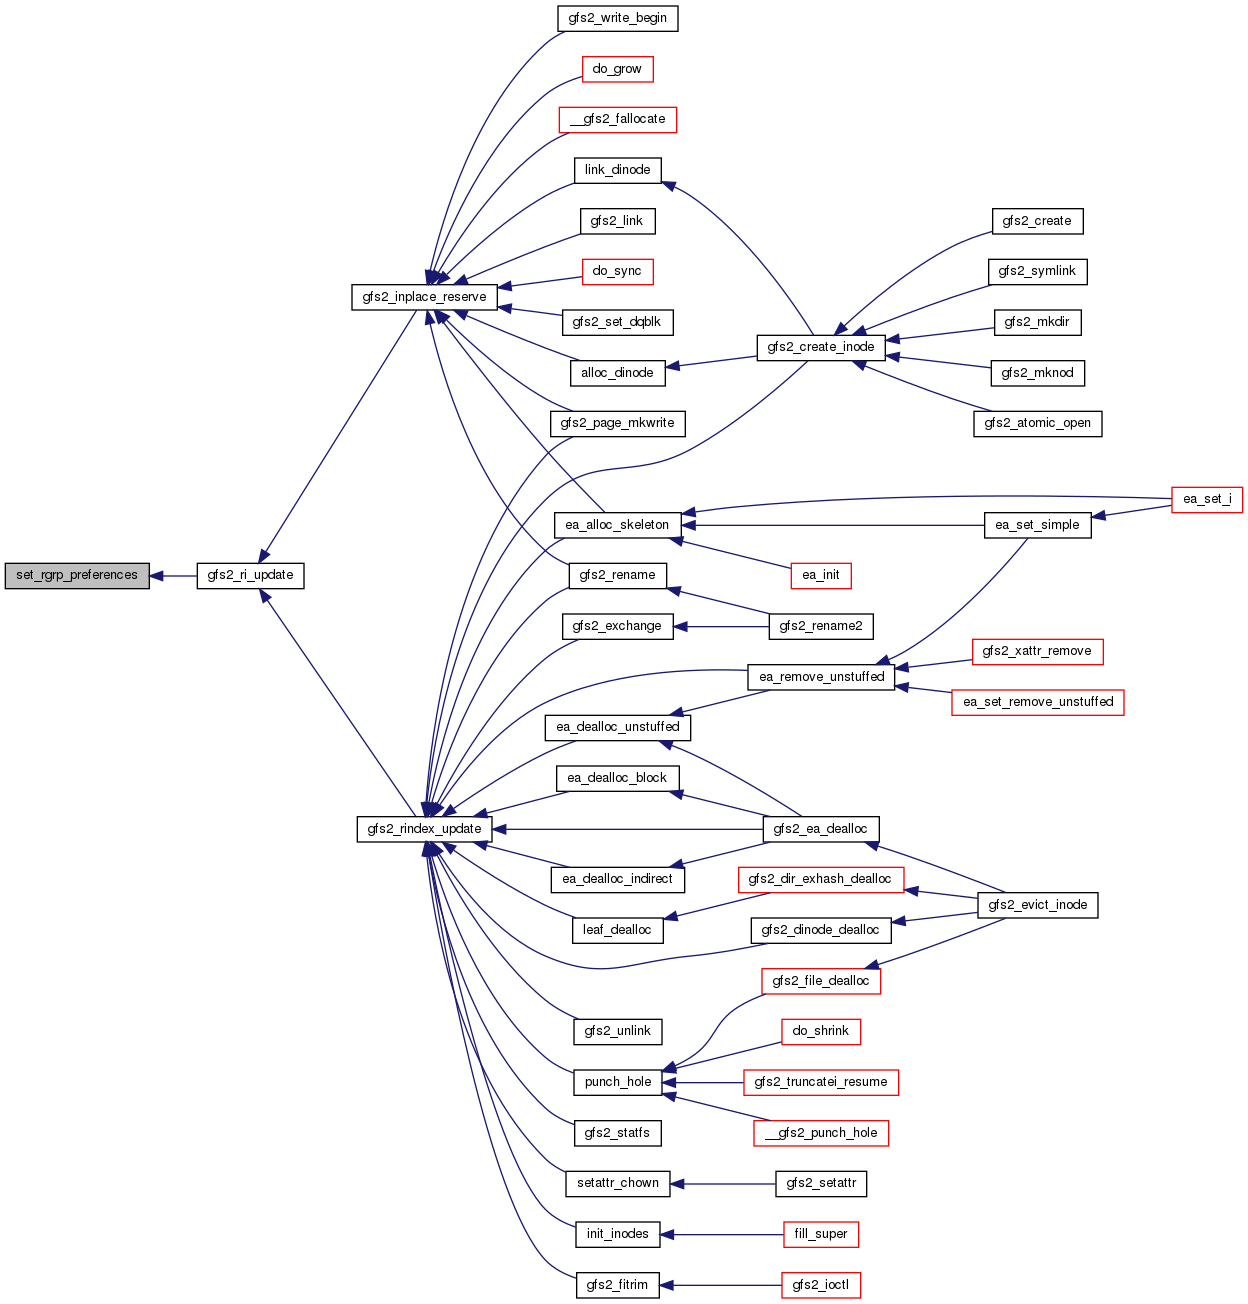 gfs2_write_begin
do_grow
__gfs2_fallocate
link_dinode
gfs2_link
gfs2_create
do_sync
gfs2_symlink
gfs2_inplace_reserve
gfs2_set_dqblk
gfs2_mkdir
gfs2_create_inode
alloc_dinode
gfs2_mknod
gfs2_page_mkwrite
gfs2_atomic_open
ea_set_i
ea_alloc_skeleton
ea_set_simple
set_rgrp_preferences
gfs2_ri_update
gfs2_rename
ea_init
gfs2_exchange
gfs2_rename2
gfs2_xattr_remove
ea_remove_unstuffed
ea_set_remove_unstuffed
ea_dealloc_unstuffed
ea_dealloc_block
gfs2_rindex_update
gfs2_ea_dealloc
ea_dealloc_indirect
gfs2_dir_exhash_dealloc
gfs2_evict_inode
leaf_dealloc
gfs2_dinode_dealloc
gfs2_file_dealloc
gfs2_unlink
do_shrink
punch_hole
gfs2_truncatei_resume
gfs2_statfs
__gfs2_punch_hole
setattr_chown
gfs2_setattr
init_inodes
fill_super
gfs2_fitrim
gfs2_ioctl